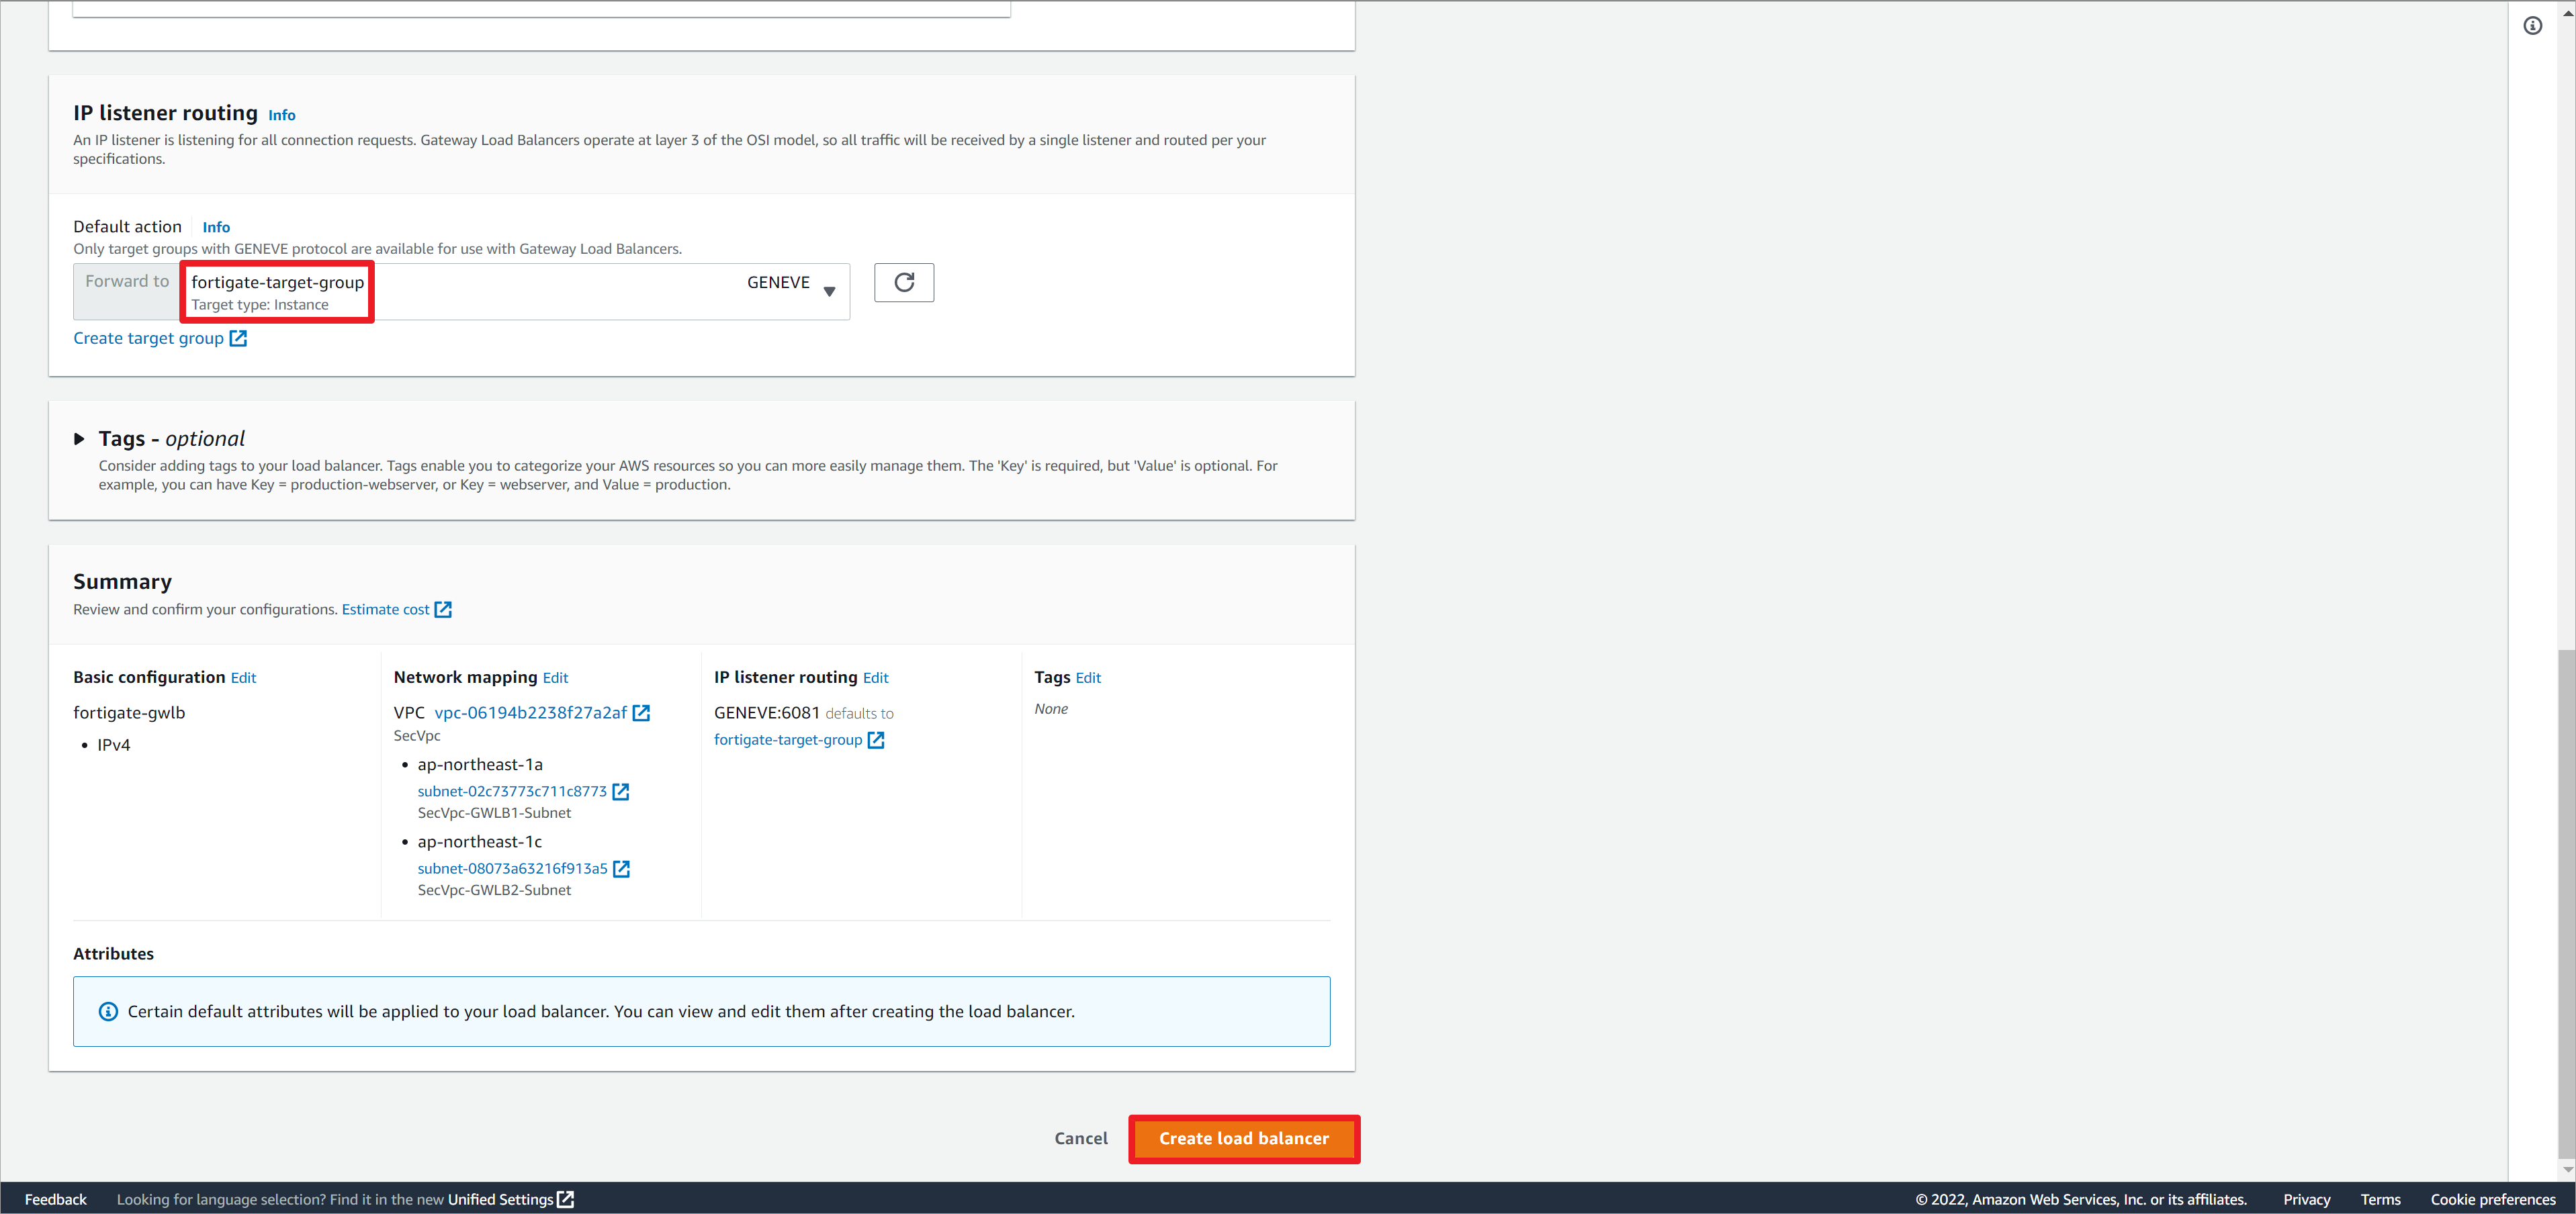 IP listener routing Info
An IP listener is listening for all connection requests. Gateway Load Balancers operate at layer 3 of the OSI model, so all traffic will be received by a single listener and routed per your
specifications.
Default action Info
Only target groups with GENEVE protocol are available for use with Gateway Load Balancers.
Forward to fortigate-target-group GENEVE
Target type: Instance
Create target group
Tags - optional
Consider adding tags to your load balancer. Tags enable you to categorize your AWS resources so you can more easily manage them. The 'Key' is required, but 'Value' is optional. For
example, you can have Key = production-webserver, or Key = webserver, and Value = production.
Summary
Review and confirm your configurations. Estimate cost
Basic configuration Edit
fortigate-gwlb
• IPv4
Network mapping Edit
VPC vpc-06194b2238f27a2af
SecVpc
• ap-northeast-1a
subnet-02c73773c711c8773
SecVpc-GWLB1-Subnet
• ap-northeast-1c
subnet-08073a63216f913a5
SecVpc-GWLB2-Subnet
IP listener routing Edit
GENEVE:6081 defaults to
fortigate-target-group
Tags Edit
None
Attributes
Certain default attributes will be applied to your load balancer. You can view and edit them after creating the load balancer.
Cancel Create load balancer
Feedback Looking for language selection? Find it in the new Unified Settings © 2022, Amazon Web Services, Inc. or its affiliates. Privacy Terms Cookie preferences